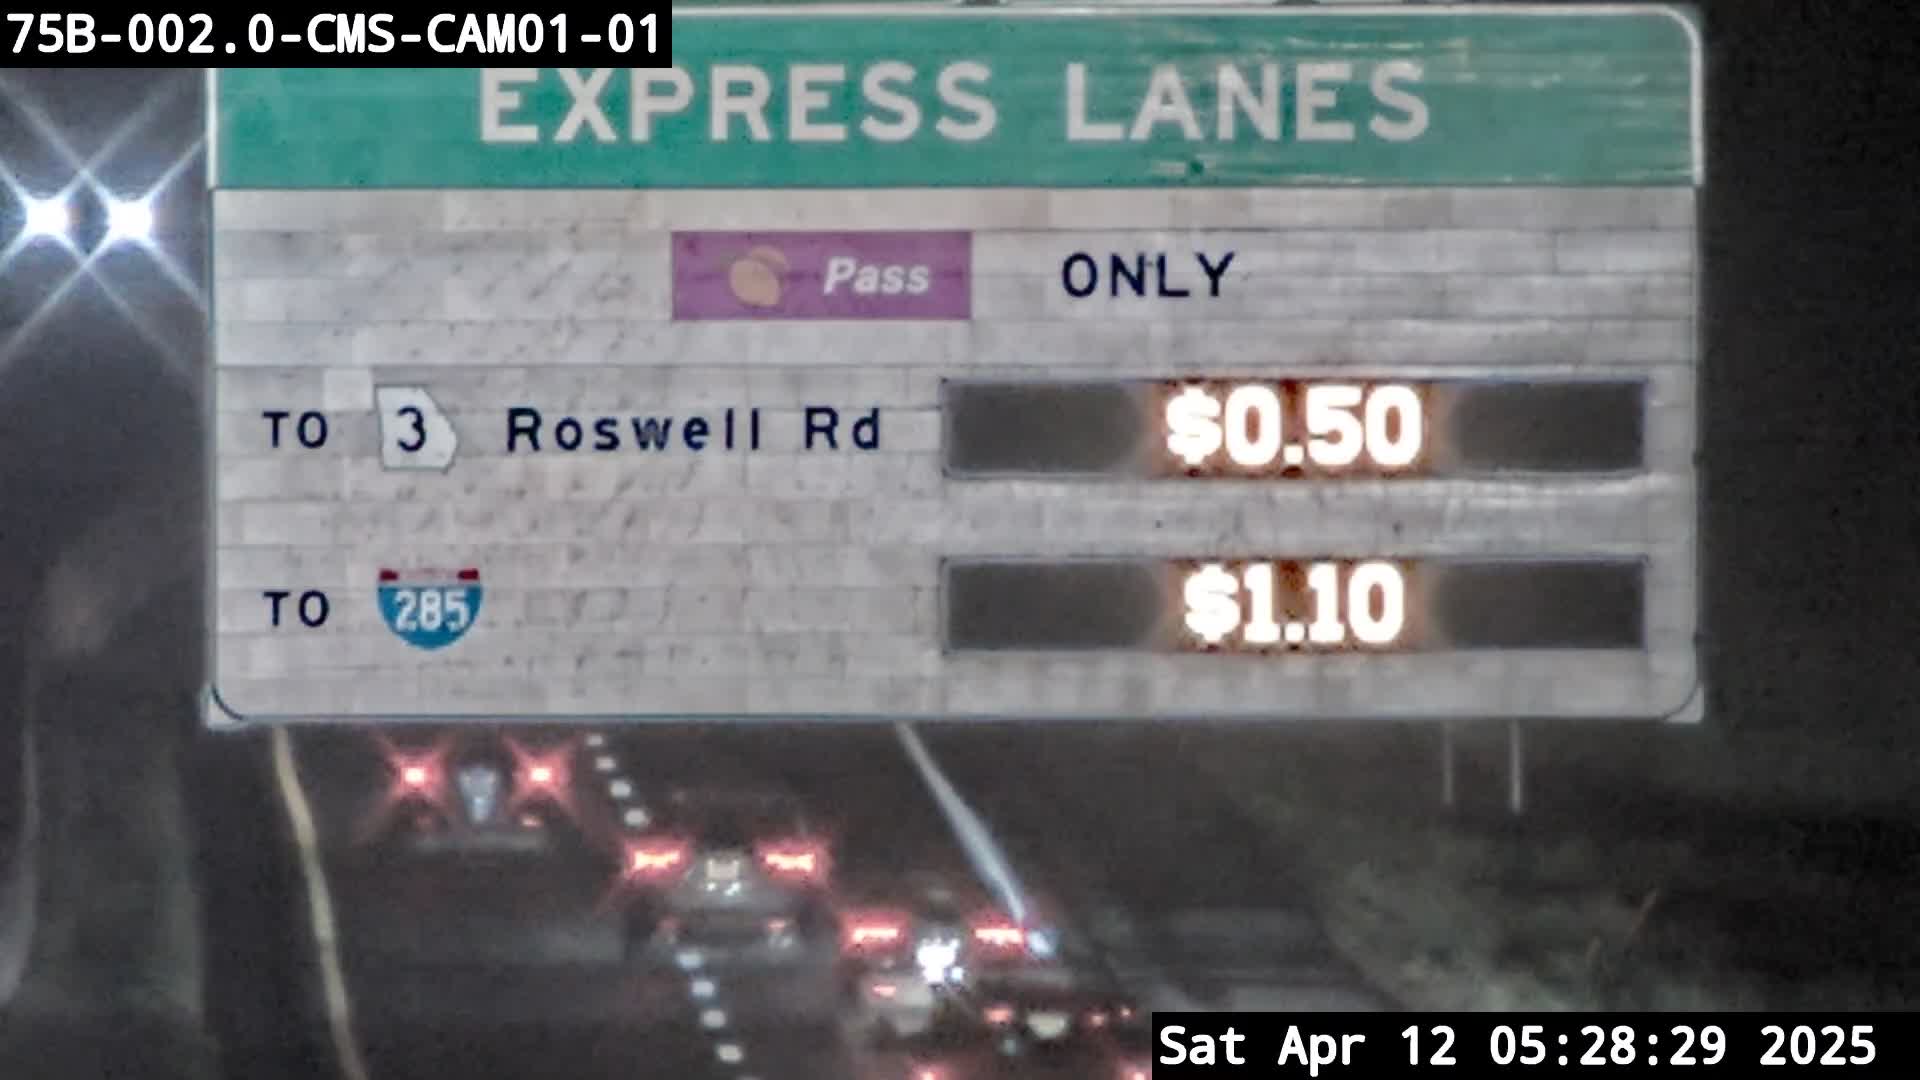 75B-002.0-CMS-CAM01-01
EXPRESS LANES
Pass ONLY
TO 3 Roswell Rd $0.50
TO 285 $1.10
Sat Apr 12 05:28:29 2025